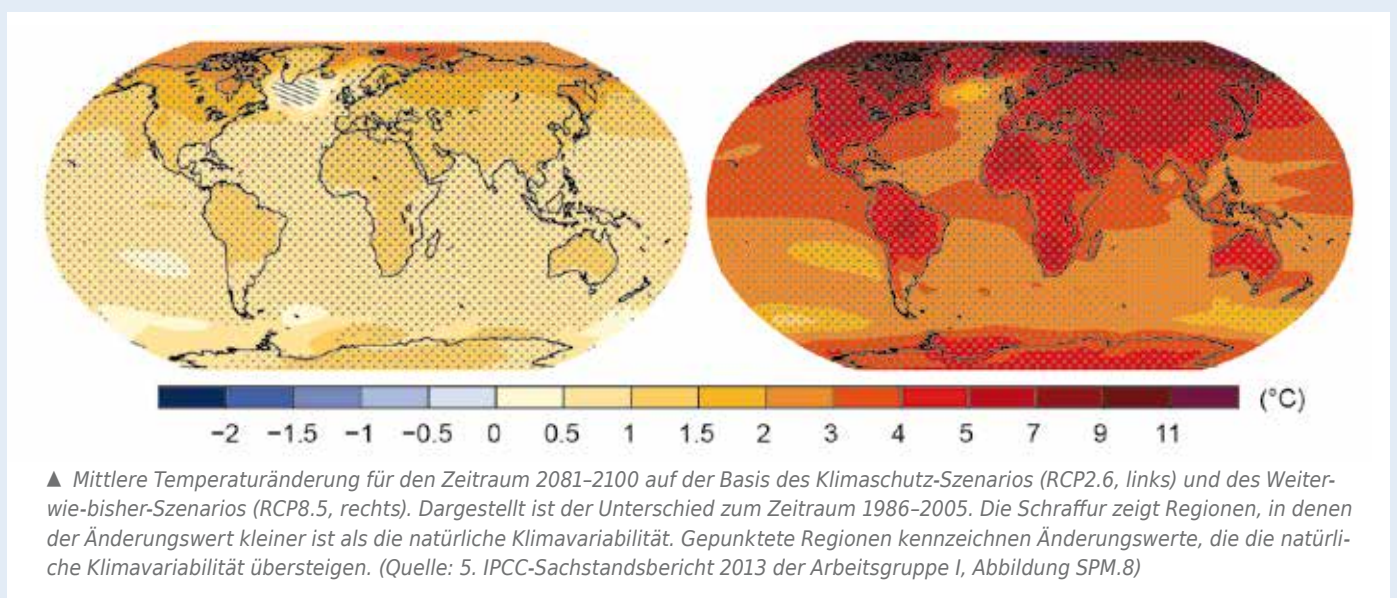 (°C)
−2 −1.5 −1 −0.5 0 0.5 1 1.5 2 3 4 5 7 9 11
▲ Mittlere Temperaturänderung für den Zeitraum 2081–2100 auf der Basis des Klimaschutz-Szenarios (RCP2.6, links) und des Weiter-
wie-bisher-Szenarios (RCP8.5, rechts). Dargestellt ist der Unterschied zum Zeitraum 1986–2005. Die Schraffur zeigt Regionen, in denen
der Änderungswert kleiner ist als die natürliche Klimavariabilität. Gepunktete Regionen kennzeichnen Änderungswerte, die die natürli-
che Klimavariabilität übersteigen. (Quelle: 5. IPCC-Sachstandsbericht 2013 der Arbeitsgruppe I, Abbildung SPM.8)